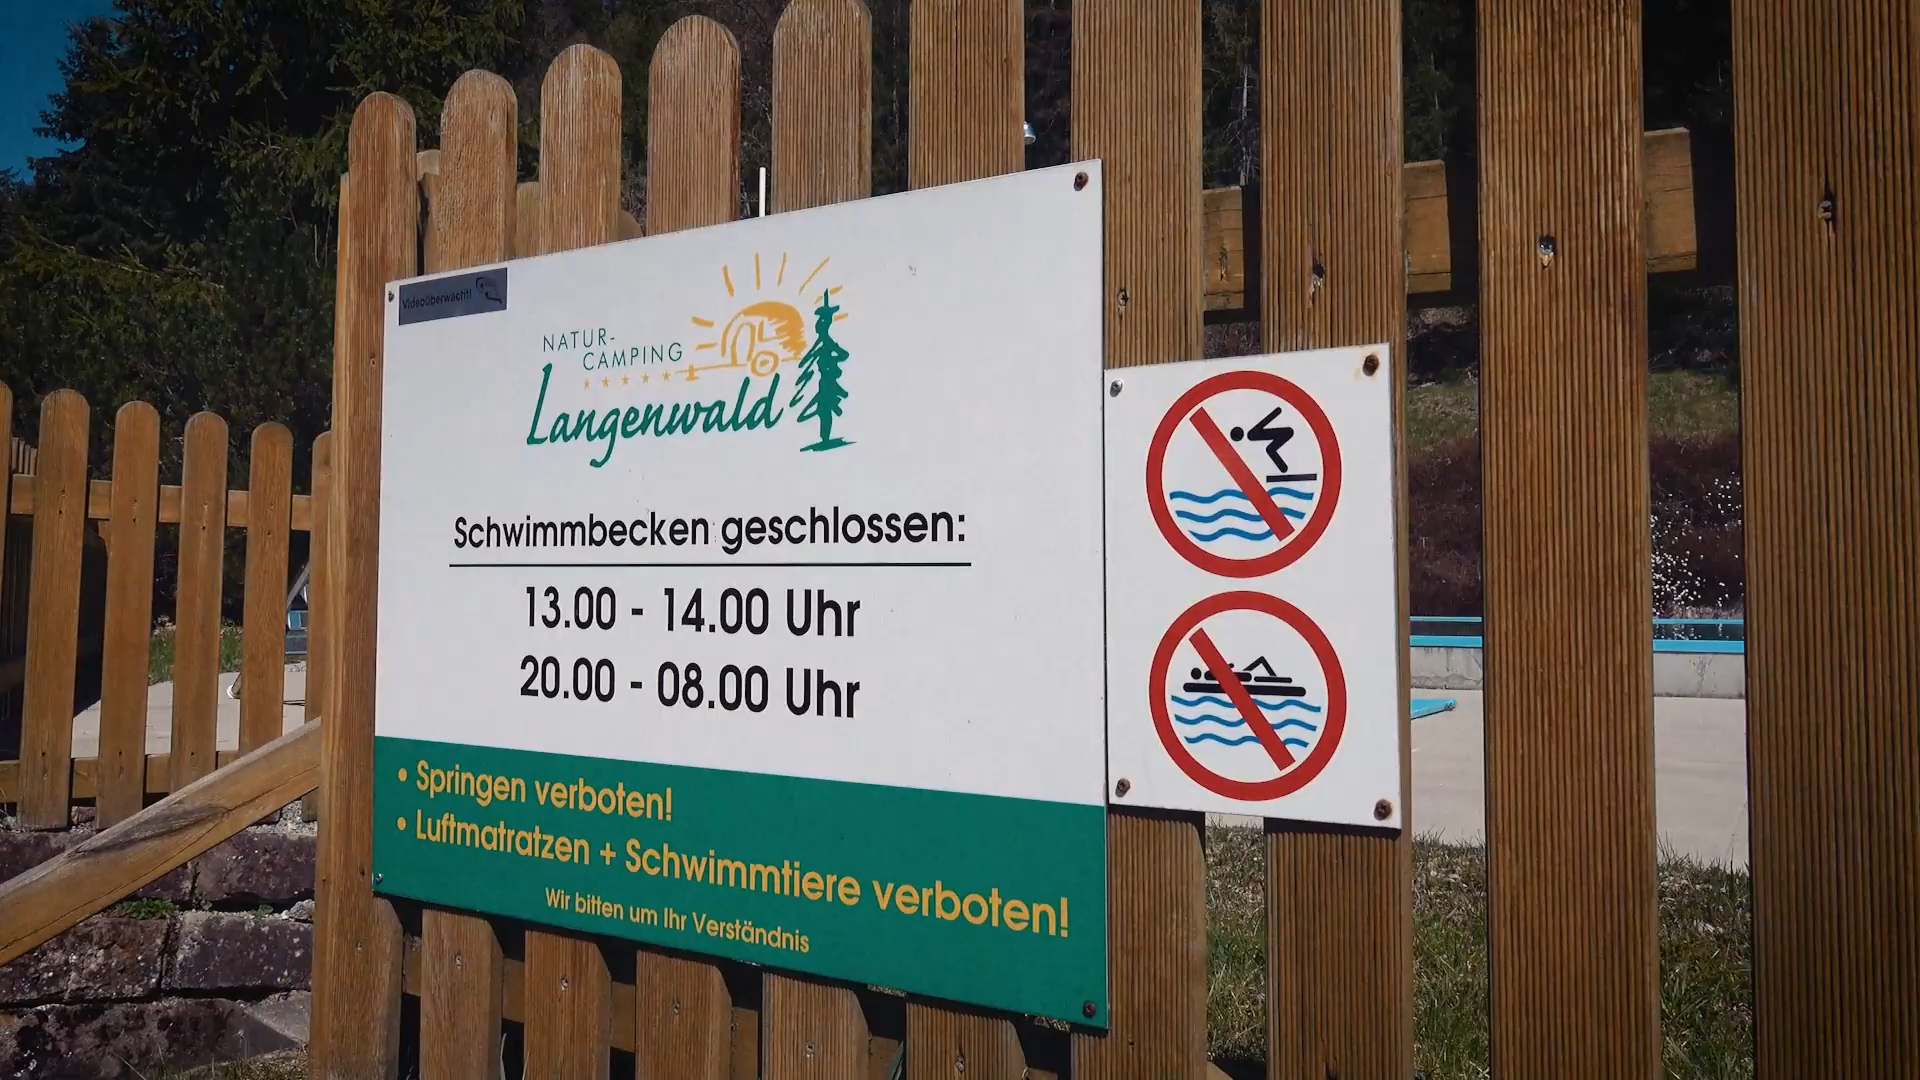 Videoüberwacht!
NATUR-
CAMPING
Langenwald
Schwimmbecken geschlossen:
13.00 - 14.00 Uhr
20.00 - 08.00 Uhr
• Springen verboten!
• Luftmatratzen + Schwimmtiere verboten!
Wir bitten um Ihr Verständnis